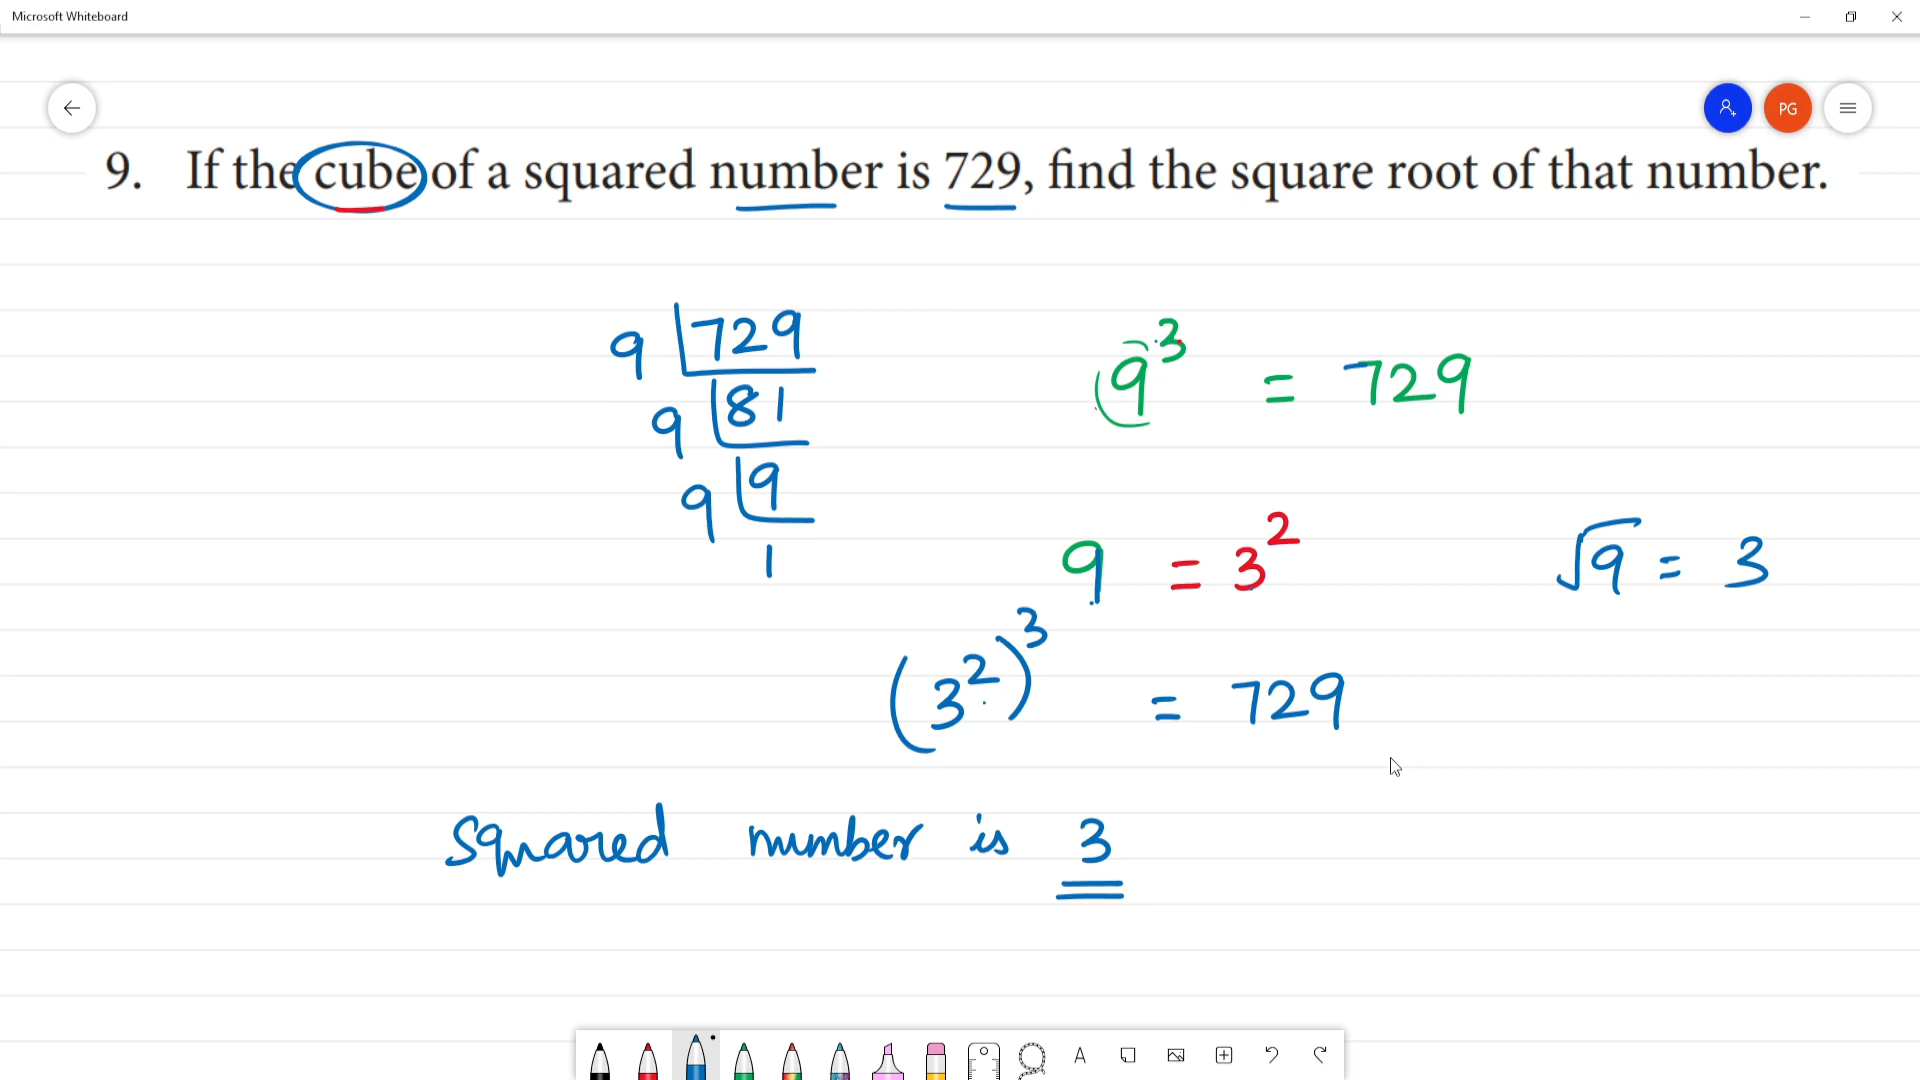 Microsoft Whiteboard
PG
9. If the cube of a squared number is 729, find the square root of that number.
9 729
9 81
9 9
1
9³ = 729
9 = 3²
√9 = 3
(3²)³ = 729
Squared number is 3
A